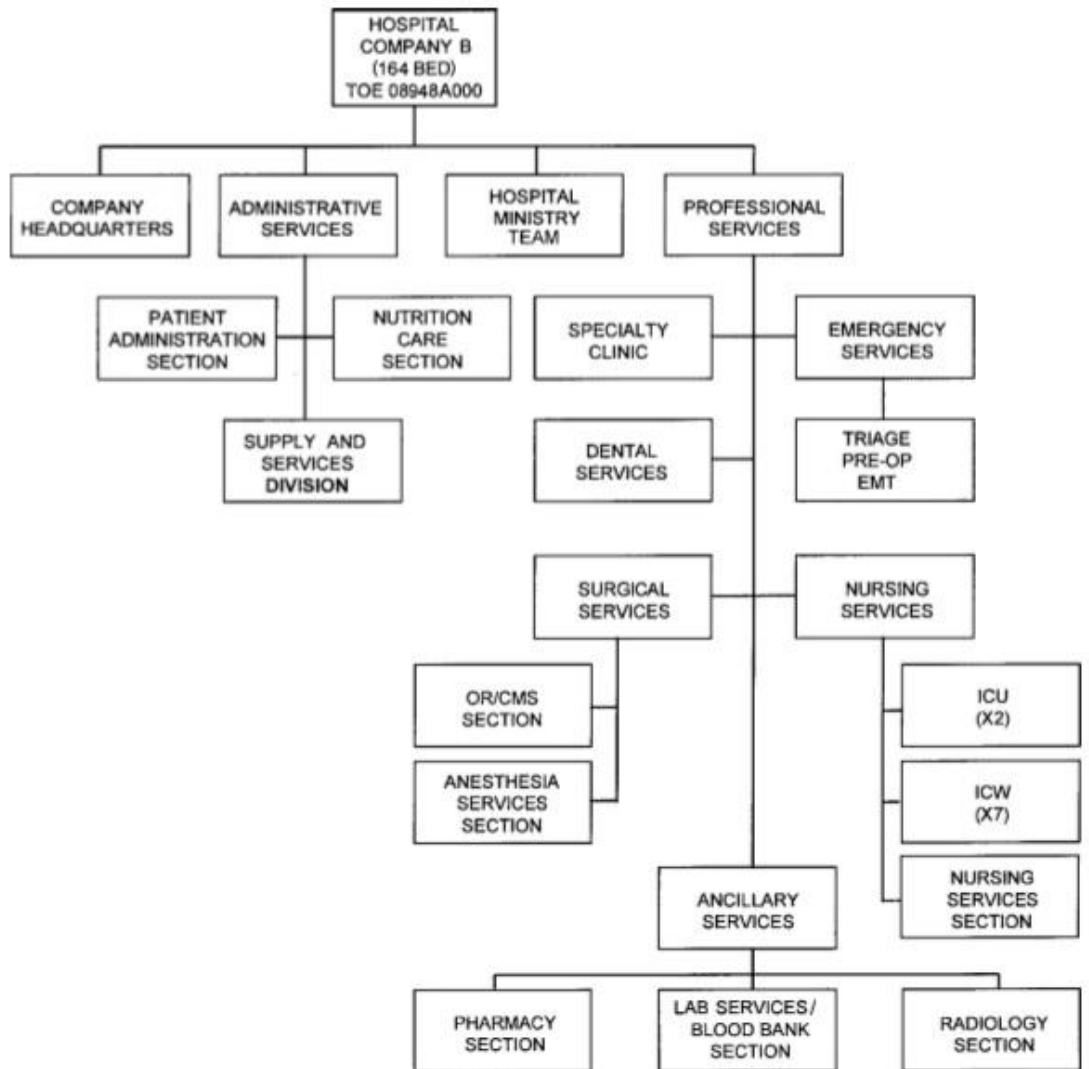 HOSPITAL
COMPANY B
(164 BED)
TOE 08948A000
COMPANY
HEADQUARTERS
ADMINISTRATIVE
SERVICES
HOSPITAL
MINISTRY
TEAM
PROFESSIONAL
SERVICES
PATIENT
ADMINISTRATION
SECTION
NUTRITION
CARE
SECTION
SPECIALTY
CLINIC
EMERGENCY
SERVICES
SUPPLY AND
SERVICES
DIVISION
DENTAL
SERVICES
TRIAGE
PRE-OP
EMT
SURGICAL
SERVICES
NURSING
SERVICES
OR/CMS
SECTION
ICU
(X2)
ANESTHESIA
SERVICES
SECTION
ICW
(X7)
ANCILLARY
SERVICES
NURSING
SERVICES
SECTION
PHARMACY
SECTION
LAB SERVICES/
BLOOD BANK
SECTION
RADIOLOGY
SECTION